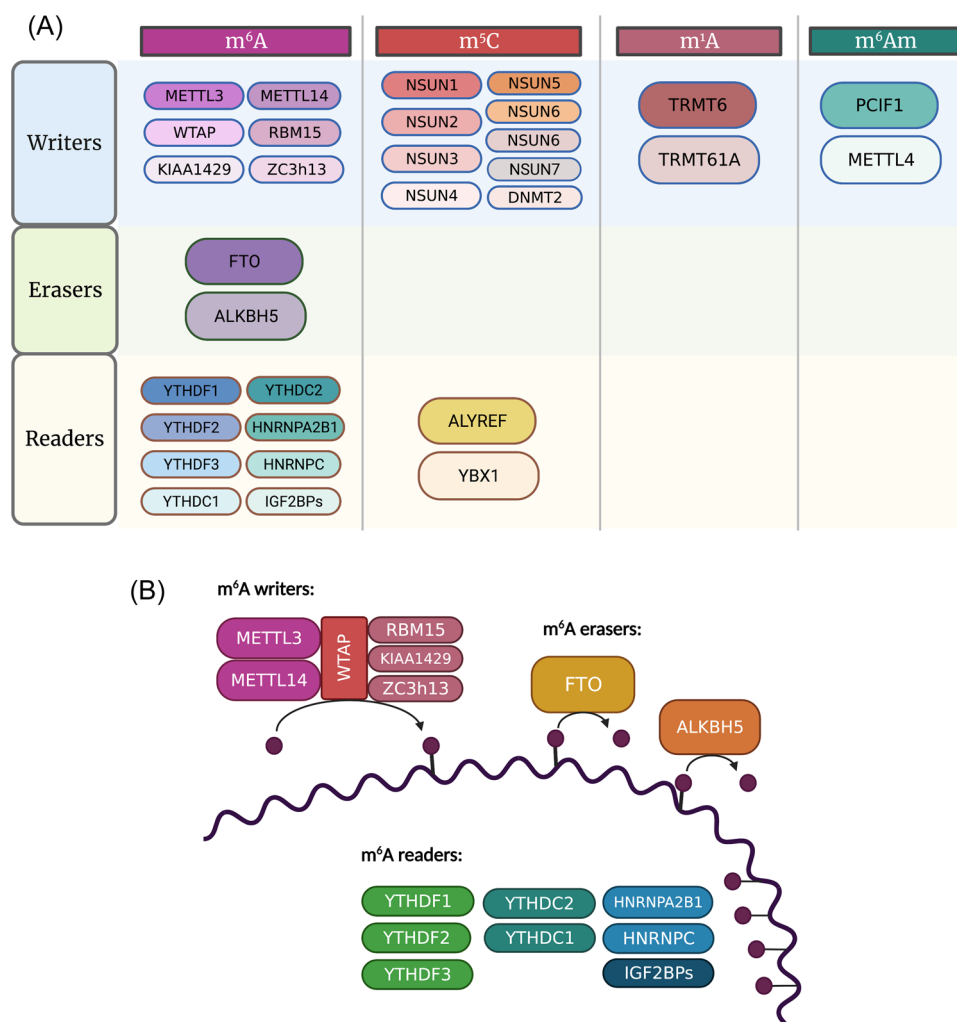 (A)
m⁶A m⁵C m¹A m⁶Am
Writers
METTL3 METTL14
WTAP RBM15
KIAA1429 ZC3h13
NSUN1 NSUN5
NSUN2 NSUN6
NSUN6
NSUN3 NSUN7
NSUN4 DNMT2
TRMT6
TRMT61A
PCIF1
METTL4
Erasers
FTO
ALKBH5
Readers
YTHDF1 YTHDC2
YTHDF2 HNRNPA2B1
YTHDF3 HNRNPC
YTHDC1 IGF2BPs
ALYREF
YBX1
(B)
m⁶A writers:
METTL3
METTL14
WTAP
RBM15
KIAA1429
ZC3h13
m⁶A erasers:
FTO
ALKBH5
m⁶A readers:
YTHDF1 YTHDC2 HNRNPA2B1
YTHDF2 YTHDC1 HNRNPC
YTHDF3 IGF2BPs